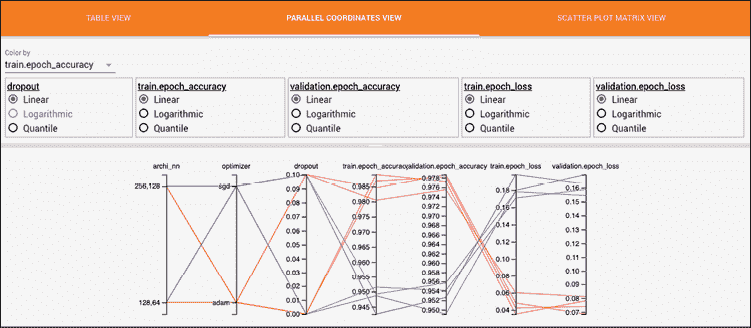 TABLE VIEW PARALLEL COORDINATES VIEW SCATTER PLOT MATRIX VIEW
Color by
train.epoch_accuracy
dropout train.epoch_accuracy validation.epoch_accuracy train.epoch_loss validation.epoch_loss
Linear Linear Linear Linear Linear
Logarithmic Logarithmic Logarithmic Logarithmic Logarithmic
Quantile Quantile Quantile Quantile Quantile
archi_nn optimizer dropout train.epoch_accuracy validation.epoch_accuracy train.epoch_loss validation.epoch_loss
256,128 128,64
sgd adam
0.10 0.09 0.08 0.07 0.06 0.05 0.04 0.03 0.02 0.01 0.00
0.985 0.980 0.975 0.970 0.965 0.960 0.955 0.950 0.945
0.978 0.976 0.974 0.972 0.970 0.968 0.966 0.964 0.962 0.960 0.958 0.956 0.954 0.952 0.950
0.18 0.16 0.14 0.12 0.10 0.08 0.06 0.04
0.16 0.15 0.14 0.13 0.12 0.11 0.10 0.09 0.08 0.07